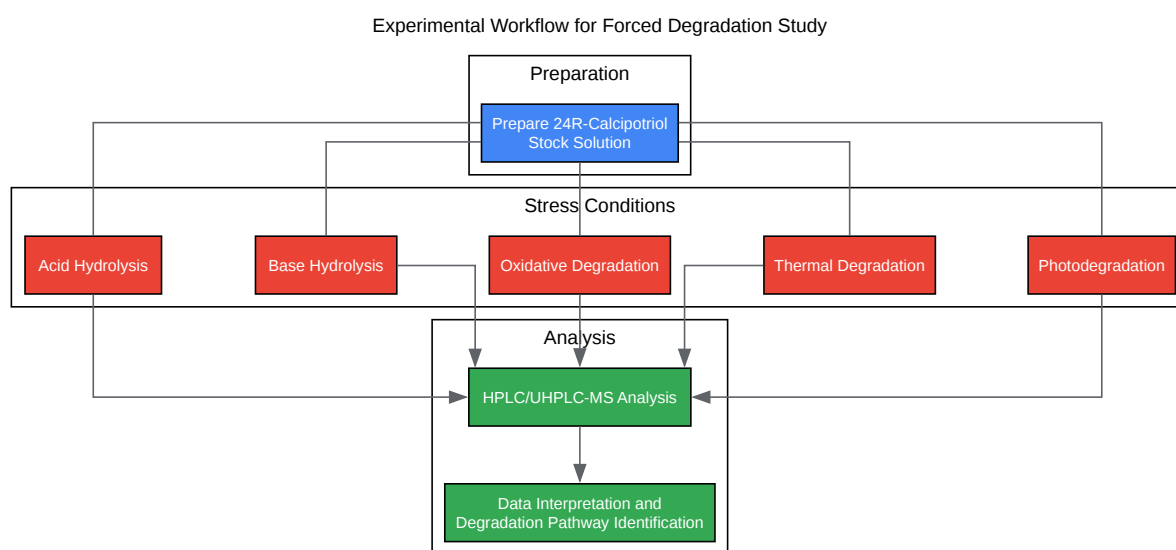 Experimental Workflow for Forced Degradation Study
Preparation
Prepare 24R-Calcipotriol
Stock Solution
Stress Conditions
Acid Hydrolysis
Base Hydrolysis
Oxidative Degradation
Thermal Degradation
Photodegradation
Analysis
HPLC/UHPLC-MS Analysis
Data Interpretation and
Degradation Pathway Identification